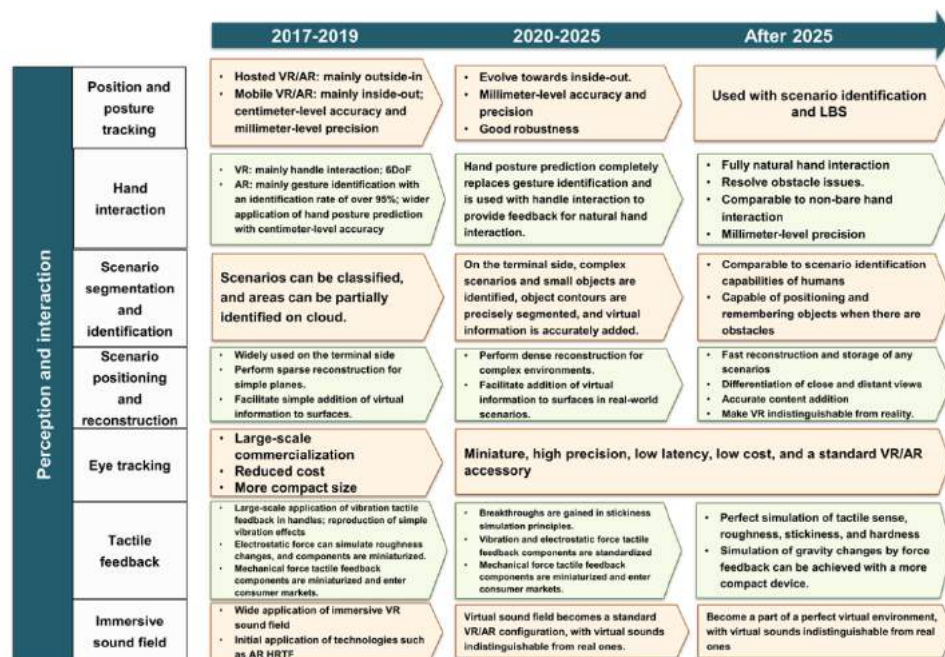 2017-2019
2020-2025
After 2025
Perception and interaction
Position and
posture
tracking
• Hosted VR/AR: mainly outside-in
• Mobile VR/AR: mainly inside-out;
centimeter-level accuracy and
millimeter-level precision
• Evolve towards inside-out.
• Millimeter-level accuracy and
precision
• Good robustness
Used with scenario identification
and LBS
Hand
interaction
• VR: mainly handle interaction; 6DoF
• AR: mainly gesture identification with
an identification rate of over 95%; wider
application of hand posture prediction
with centimeter-level accuracy
Hand posture prediction completely
replaces gesture identification and
is used with handle interaction to
provide feedback for natural hand
interaction.
• Fully natural hand interaction
• Resolve obstacle issues.
• Comparable to non-bare hand
interaction
• Millimeter-level precision
Scenario
segmentation
and
identification
Scenarios can be classified,
and areas can be partially
identified on cloud.
On the terminal side, complex
scenarios and small objects are
identified, object contours are
precisely segmented, and virtual
information is accurately added.
• Comparable to scenario identification
capabilities of humans
• Capable of positioning and
remembering objects when there are
obstacles
Scenario
positioning
and
reconstruction
• Widely used on the terminal side
• Perform sparse reconstruction for
simple planes.
• Facilitate simple addition of virtual
information to surfaces.
• Perform dense reconstruction for
complex environments.
• Facilitate addition of virtual
information to surfaces in real-world
scenarios.
• Fast reconstruction and storage of any
scenarios
• Differentiation of close and distant views
• Accurate content addition
• Make VR indistinguishable from reality.
Eye tracking
• Large-scale
commercialization
• Reduced cost
• More compact size
Miniature, high precision, low latency, low cost, and a standard VR/AR
accessory
Tactile
feedback
• Large-scale application of vibration tactile
feedback in handles; reproduction of simple
vibration effects
• Electrostatic force can simulate roughness
changes, and components are miniaturized.
• Mechanical force tactile feedback
components are miniaturized and enter
consumer markets.
• Breakthroughs are gained in stickiness
simulation principles.
• Vibration and electrostatic force tactile
feedback components are standardized
• Mechanical force tactile feedback
components are miniaturized and enter
consumer markets.
• Perfect simulation of tactile sense,
roughness, stickiness, and hardness
• Simulation of gravity changes by force
feedback can be achieved with a more
compact device.
Immersive
sound field
• Wide application of immersive VR
sound field
• Initial application of technologies such
as AR HRTF
Virtual sound field becomes a standard
VR/AR configuration, with virtual sounds
indistinguishable from real ones.
Become a part of a perfect virtual environment,
with virtual sounds indistinguishable from real
ones